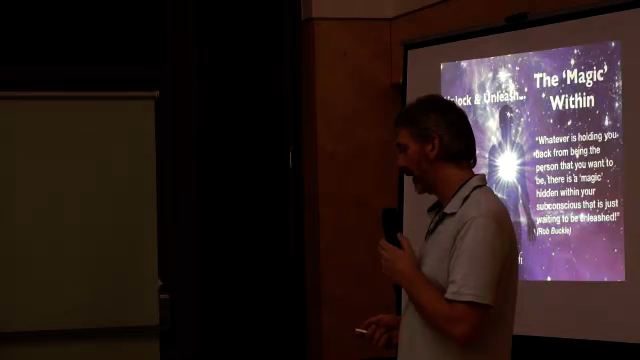 & Unleash...
The 'Magic'
Within
"Whatever is holding you
back from being the
person that you want to
be, there is a 'magic'
hidden within your
subconscious that is just
waiting to be unleashed!"
(Rob Buckle)